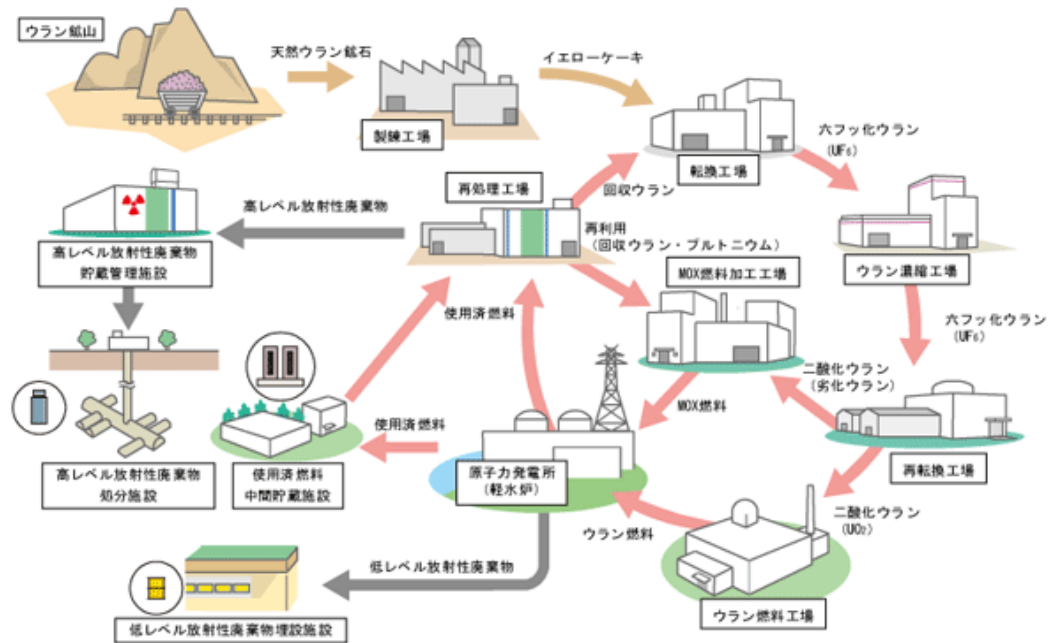 ウラン鉱山
天然ウラン鉱石
製錬工場
イエローケーキ
転換工場
六フッ化ウラン
(UF₆)
ウラン濃縮工場
六フッ化ウラン
(UF₆)
再転換工場
二酸化ウラン
(劣化ウラン)
二酸化ウラン
(UO₂)
ウラン燃料工場
ウラン燃料
MOX燃料加工工場
MOX燃料
再処理工場
回収ウラン
再利用
(回収ウラン・プルトニウム)
高レベル放射性廃棄物
高レベル放射性廃棄物
貯蔵管理施設
高レベル放射性廃棄物
処分施設
使用済燃料
使用済燃料
使用済燃料
中間貯蔵施設
原子力発電所
(軽水炉)
低レベル放射性廃棄物
低レベル放射性廃棄物埋設施設